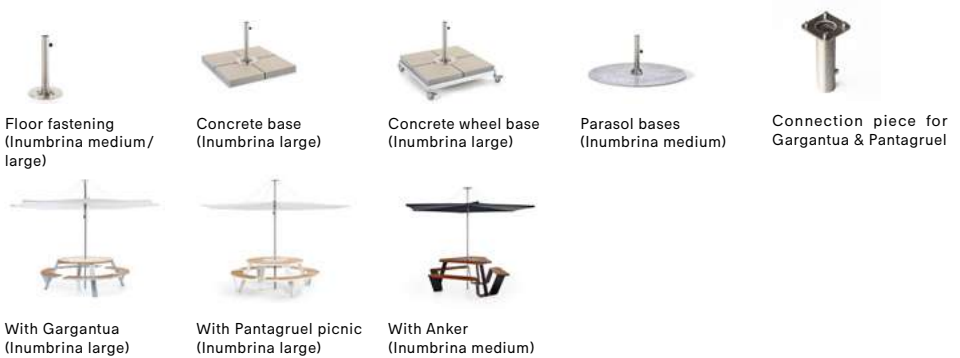 Floor fastening
(Inumbrina medium/
large)
Concrete base
(Inumbrina large)
Concrete wheel base
(Inumbrina large)
Parasol bases
(Inumbrina medium)
Connection piece for
Gargantua & Pantagruel
With Gargantua
(Inumbrina large)
With Pantagruel picnic
(Inumbrina large)
With Anker
(Inumbrina medium)